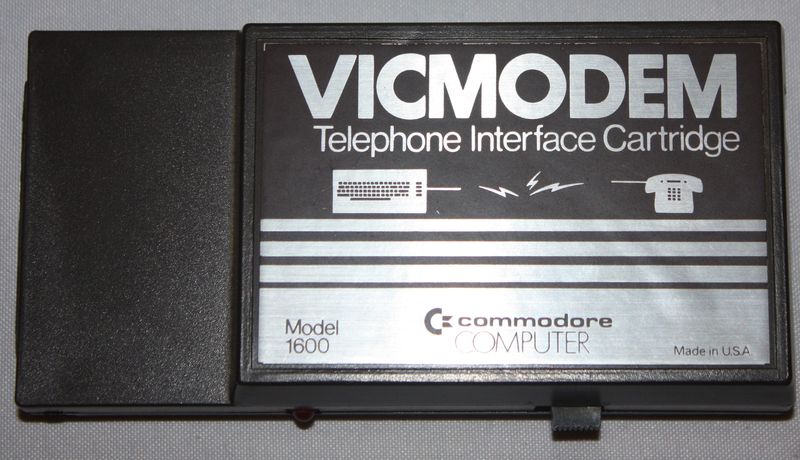 VICMODEM
Telephone Interface Cartridge
Model
1600
commodore
COMPUTER
Made in U.S.A.